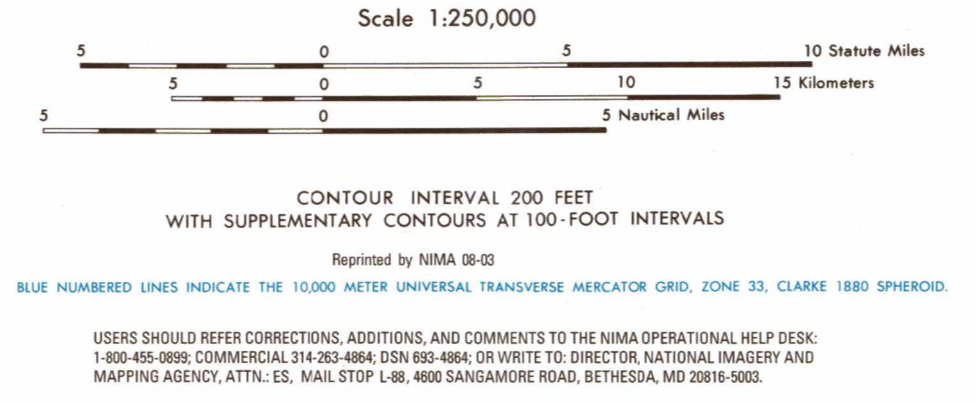 Scale 1:250,000
5 0 5 10 Statute Miles
5 0 5 10 15 Kilometers
5 0 5 Nautical Miles
CONTOUR INTERVAL 200 FEET
WITH SUPPLEMENTARY CONTOURS AT 100-FOOT INTERVALS
Reprinted by NIMA 08-03
BLUE NUMBERED LINES INDICATE THE 10,000 METER UNIVERSAL TRANSVERSE MERCATOR GRID, ZONE 33, CLARKE 1880 SPHEROID.
USERS SHOULD REFER CORRECTIONS, ADDITIONS, AND COMMENTS TO THE NIMA OPERATIONAL HELP DESK:
1-800-455-0899; COMMERCIAL 314-263-4864; DSN 693-4864; OR WRITE TO: DIRECTOR, NATIONAL IMAGERY AND
MAPPING AGENCY, ATTN.: ES, MAIL STOP L-88, 4600 SANGAMORE ROAD, BETHESDA, MD 20816-5003.